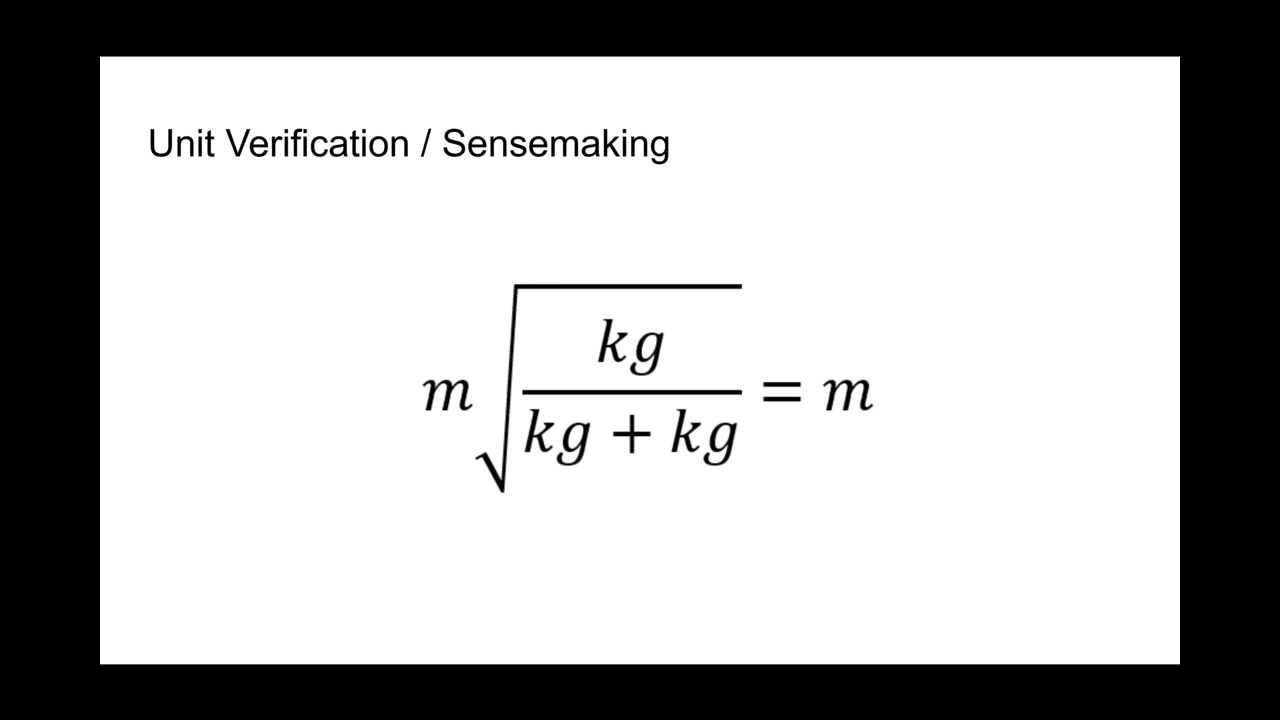 Unit Verification / Sensemaking
m√(kg/(kg + kg)) = m